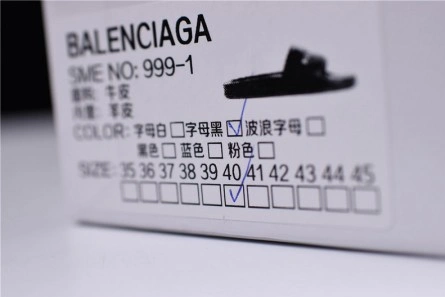 BALENCIAGA
SME NO: 999-1
面料: 牛皮
内里: 羊皮
COLOR: 字母白 □ 字母黑 ☑ 波浪字母 □
黑色 □ 蓝色 □ 粉色 □
SIZE: 35 36 37 38 39 40 41 42 43 44 45
□ □ □ □ □ ☑ □ □ □ □ □